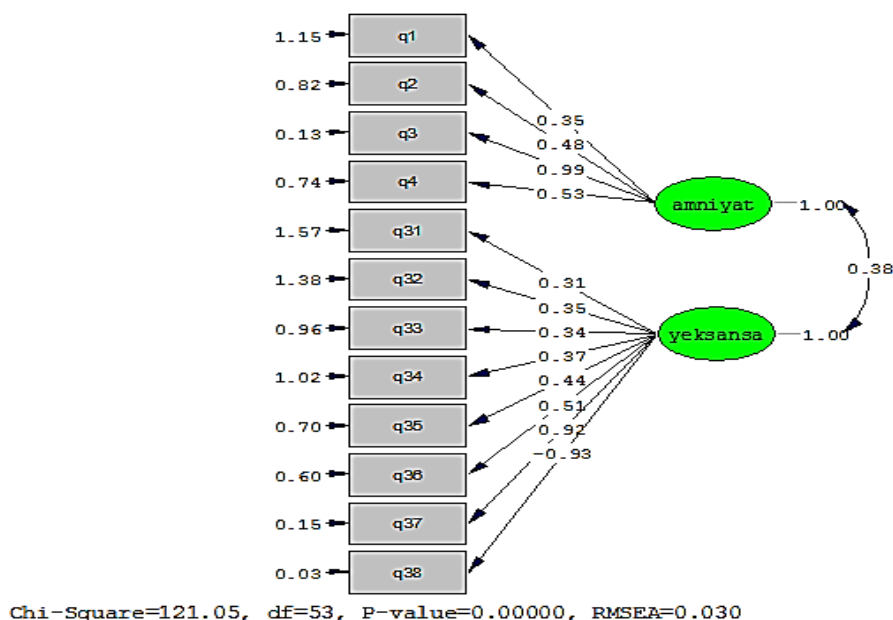 1.15 q1
0.82 q2
0.13 q3
0.74 q4
1.57 q31
1.38 q32
0.96 q33
1.02 q34
0.70 q35
0.60 q36
0.15 q37
0.03 q38
0.35
0.48
0.99
0.53
0.31
0.35
0.34
0.37
0.44
0.51
0.92
-0.93
amniyat 1.00
0.38
yeksansa 1.00
Chi-Square=121.05, df=53, P-value=0.00000, RMSEA=0.030